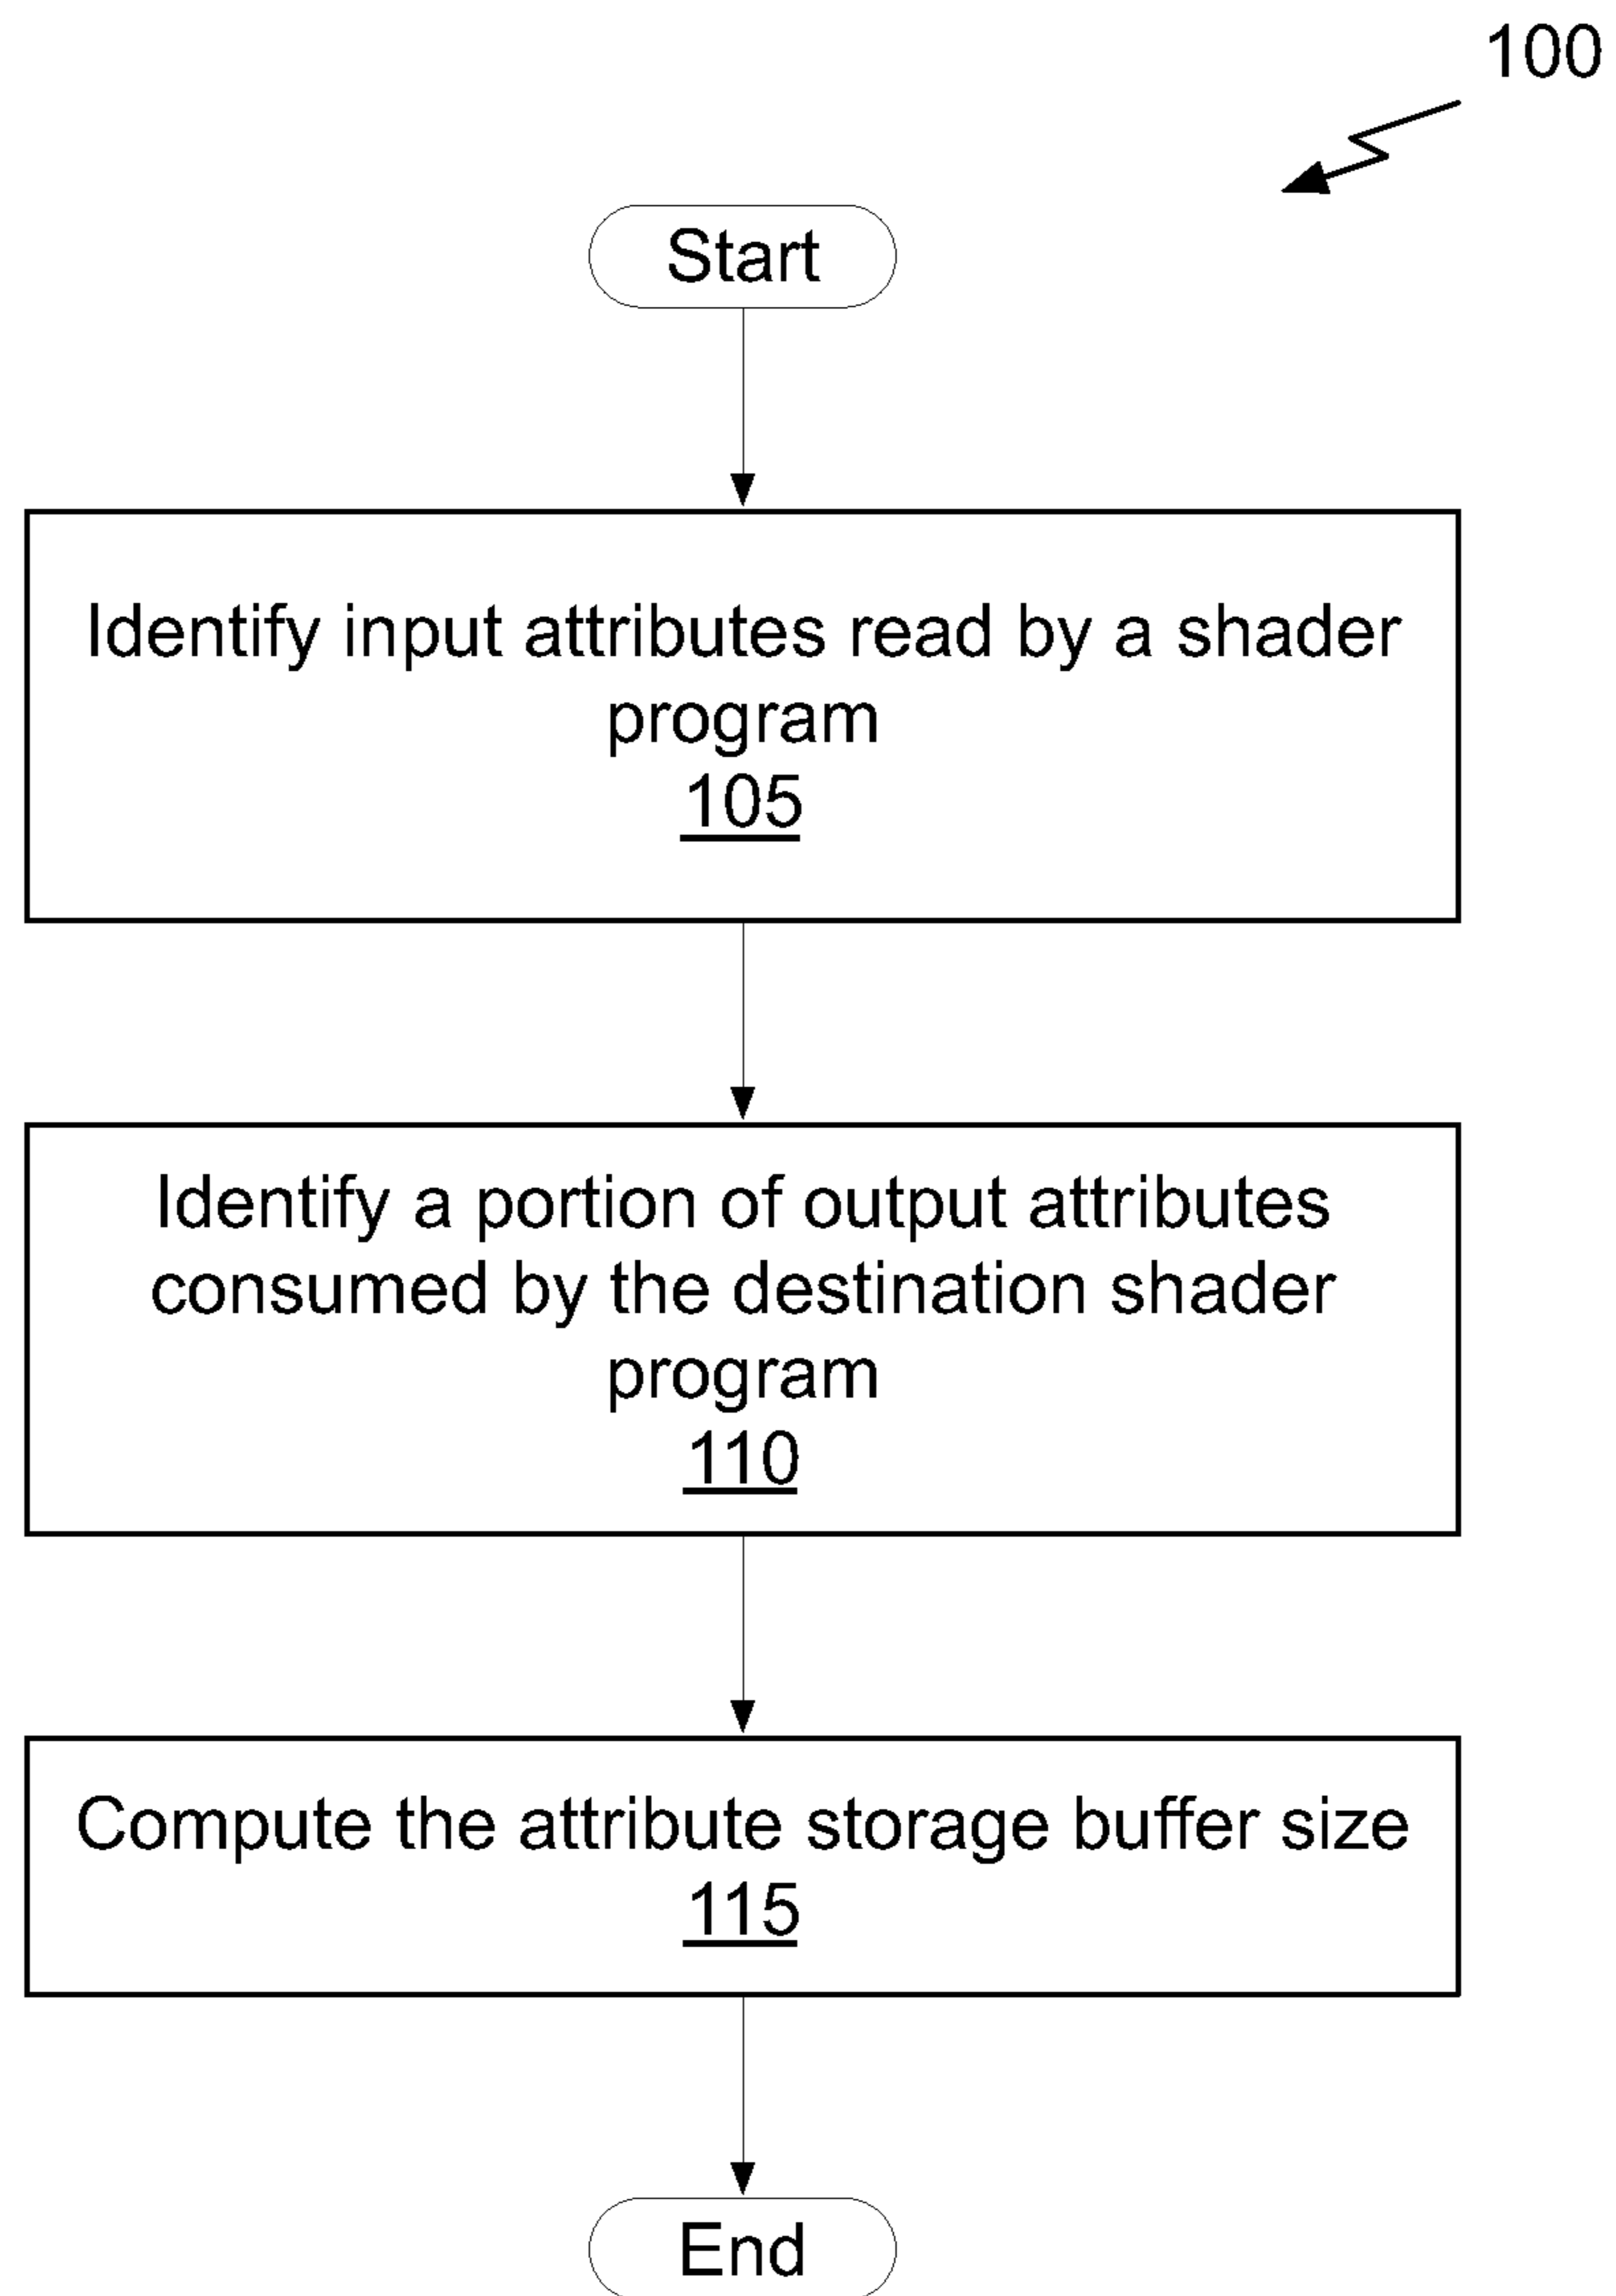 100
Start
Identify input attributes read by a shader
program
105
Identify a portion of output attributes
consumed by the destination shader
program
110
Compute the attribute storage buffer size
115
End